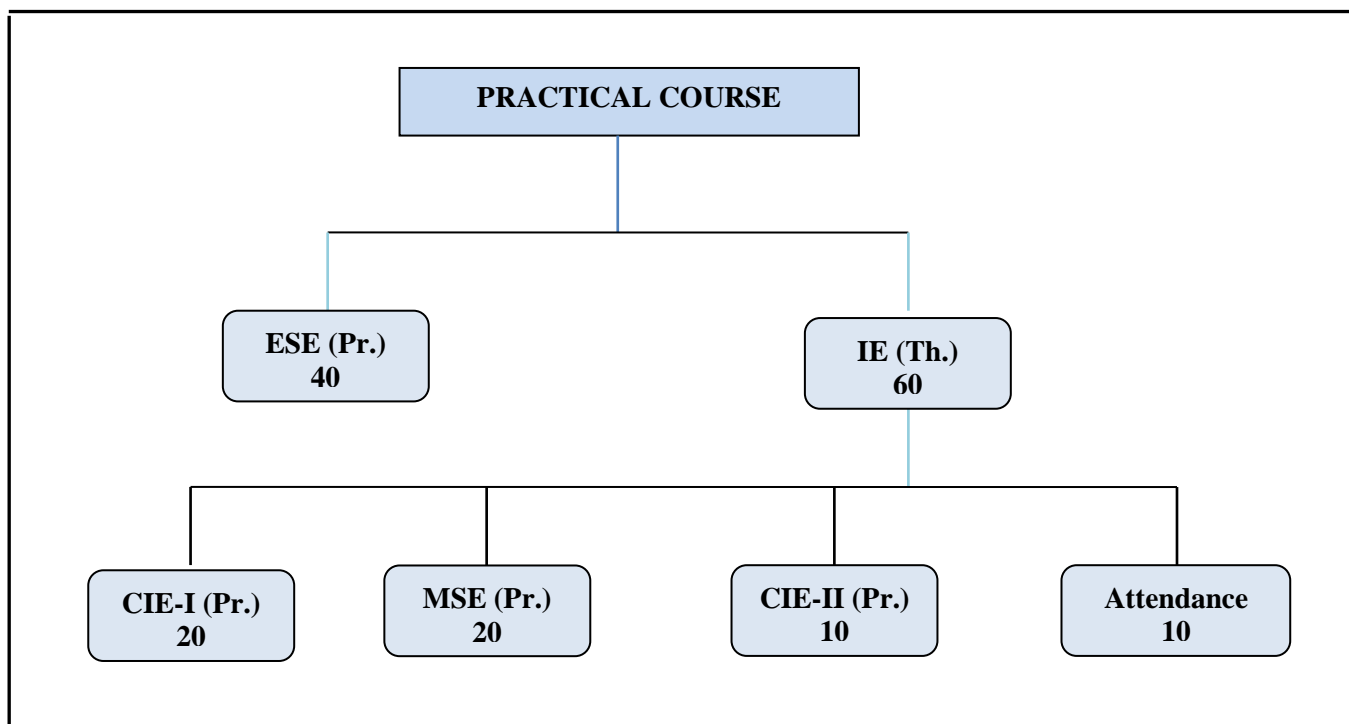 PRACTICAL COURSE
ESE (Pr.)
40
IE (Th.)
60
CIE-I (Pr.)
20
MSE (Pr.)
20
CIE-II (Pr.)
10
Attendance
10